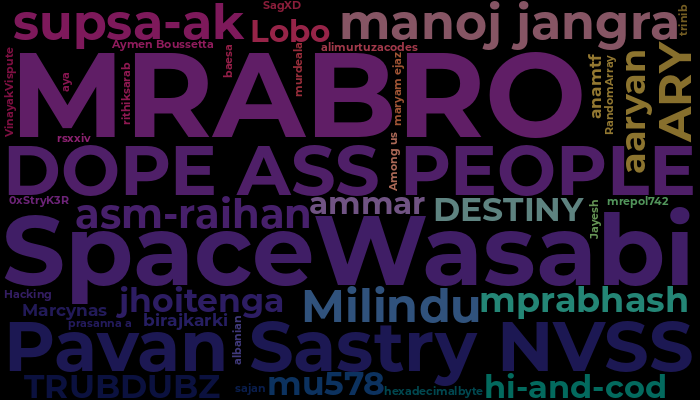 SagXD
supsa-ak
Lobo
manoj jangra
trinib
Aymen Boussetta
alimurtuzacodes
VinayakVispute
MRABRO
aya
rithiksarab
baesa
murdeala
maryam ejaz
anamtf
RandomArray
aaryan
ARY
rsxxiv
Among us
DOPE ASS PEOPLE
0xStryK3R
asm-raihan
ammar
DESTINY
Jayesh
mrepol742
SpaceWasabi
Hacking
Marcynas
jhoitenga
Milindu
mprabhash
prasanna a
birajkarki
albanian
Pavan Sastry NVSS
TRUBDUBZ
sajan
mu578
hexadecimalbyte
hi-and-cod